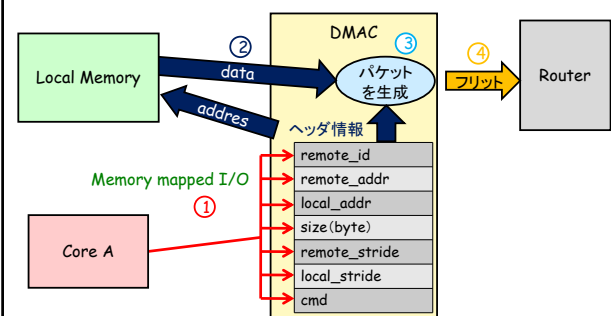 DMAC
②
③
④
Local Memory
data
パケット
を生成
フリット
Router
addres
ヘッダ情報
remote_id
Memory mapped I/O
remote_addr
①
local_addr
size(byte)
Core A
remote_stride
local_stride
cmd